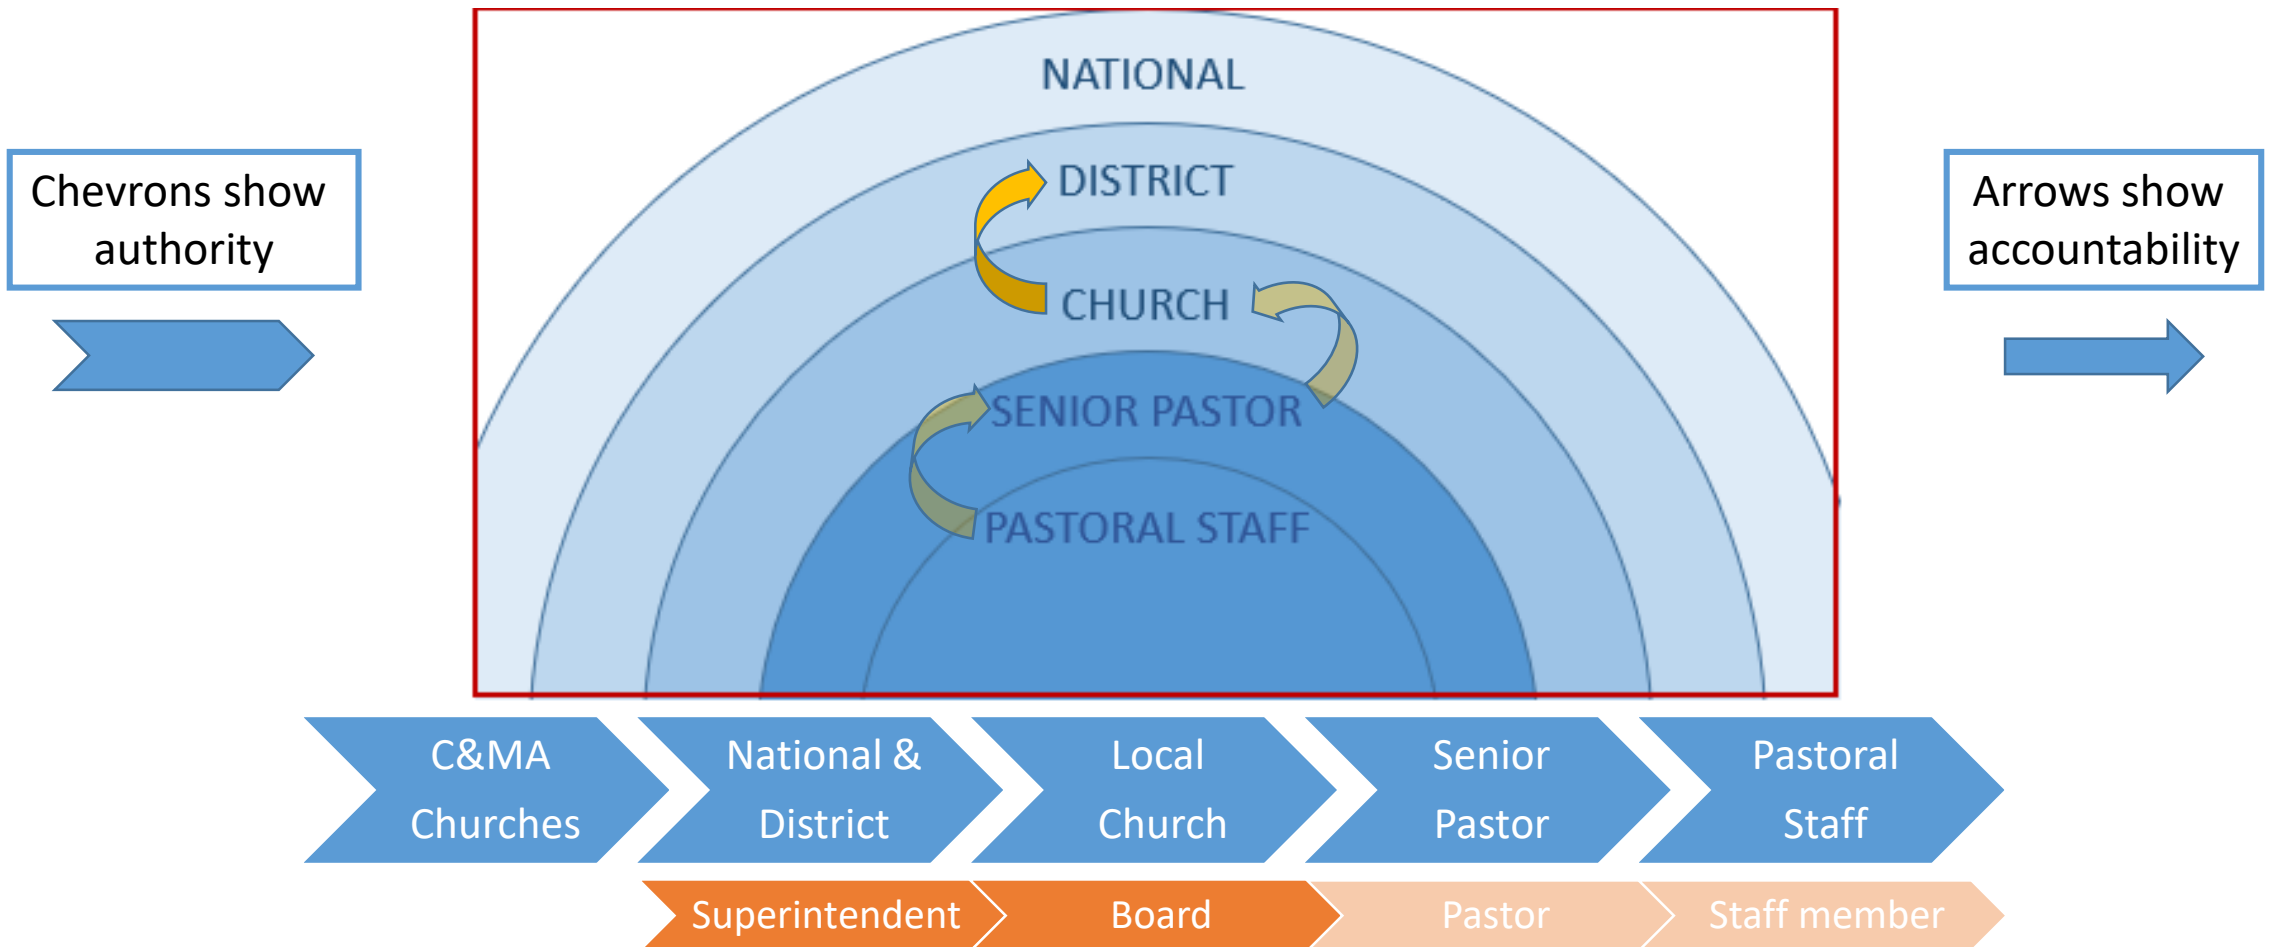 NATIONAL
Chevrons show
authority
DISTRICT
Arrows show
accountability
CHURCH
SENIOR PASTOR
PASTORAL STAFF
C&MA
Churches
National &
District
Local
Church
Senior
Pastor
Pastoral
Staff
Superintendent
Board
Pastor
Staff member